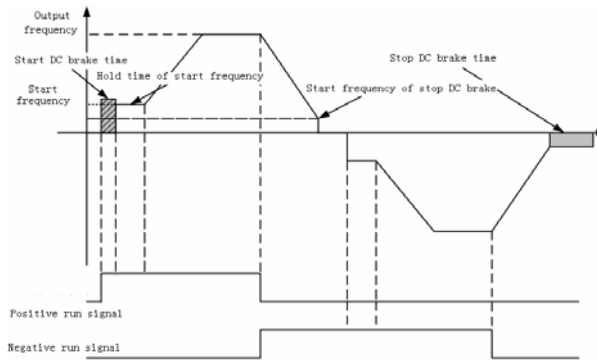 Output
frequency
Start DC brake time
Hold time of start frequency
Start
frequency
Stop DC brake time
Start frequency
of stop DC brake
Positive run signal
Negative run signal